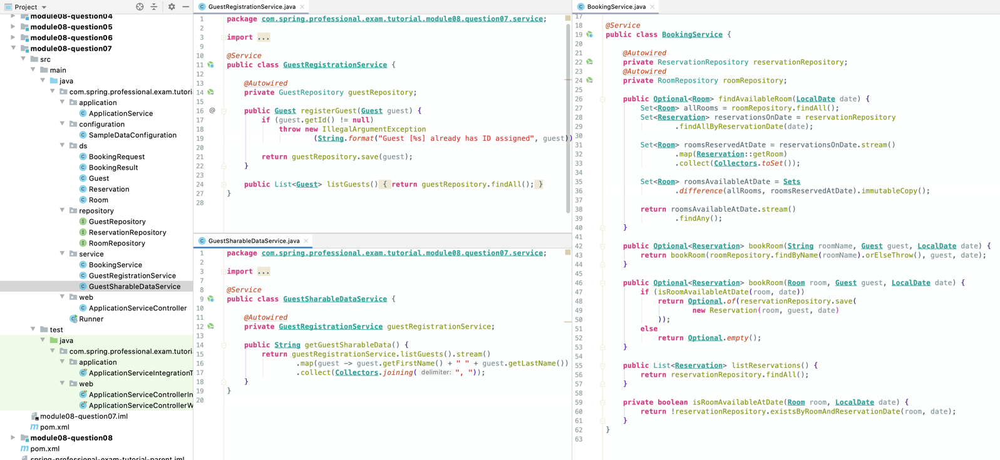 Project
module08-question04
module08-question05
module08-question06
module08-question07
src
main
java
com.spring.professional.exam.tutori
application
ApplicationService
configuration
SampleDataConfiguration
ds
BookingRequest
BookingResult
Guest
Reservation
Room
repository
GuestRepository
ReservationRepository
RoomRepository
service
BookingService
GuestRegistrationService
GuestSharableDataService
web
ApplicationServiceController
Runner
test
java
com.spring.professional.exam.tutori
application
ApplicationServiceIntegrationT
web
ApplicationServiceControllerIn
ApplicationServiceControllerW
module08-question07.iml
pom.xml
module08-question08
pom.xml
spring-professional-exam-tutorial-parent.iml
GuestRegistrationService.java
1 package com.spring.professional.exam.tutorial.module08.question07.service;
2
3 import ...
9
10 @Service
11 public class GuestRegistrationService {
12
13 @Autowired
14 private GuestRepository guestRepository;
15
16 @ public Guest registerGuest(Guest guest) {
17 if (guest.getId() != null)
18 throw new IllegalArgumentException
19 (String.format("Guest [%s] already has ID assigned", guest))
20
21 return guestRepository.save(guest);
22 }
23
24 public List<Guest> listGuests() { return guestRepository.findAll(); }
27 }
28
GuestSharableDataService.java
1 package com.spring.professional.exam.tutorial.module08.question07.service;
2
3 import ...
7
8 @Service
9 public class GuestSharableDataService {
10
11 @Autowired
12 private GuestRegistrationService guestRegistrationService;
13
14 public String getGuestSharableData() {
15 return guestRegistrationService.listGuests().stream()
16 .map(guest -> guest.getFirstName() + " " + guest.getLastName())
17 .collect(Collectors.joining( delimiter: ", "));
18 }
19 }
20
BookingService.java
17
18 @Service
19 public class BookingService {
20
21 @Autowired
22 private ReservationRepository reservationRepository;
23 @Autowired
24 private RoomRepository roomRepository;
25
26 public Optional<Room> findAvailableRoom(LocalDate date) {
27 Set<Room> allRooms = roomRepository.findAll();
28 Set<Reservation> reservationsOnDate = reservationRepository
29 .findAllByReservationDate(date);
30
31 Set<Room> roomsReservedAtDate = reservationsOnDate.stream()
32 .map(Reservation::getRoom)
33 .collect(Collectors.toSet());
34
35 Set<Room> roomsAvailableAtDate = Sets
36 .difference(allRooms, roomsReservedAtDate).immutableCopy();
37
38 return roomsAvailableAtDate.stream()
39 .findAny();
40 }
41
42 public Optional<Reservation> bookRoom(String roomName, Guest guest, LocalDate date) {
43 return bookRoom(roomRepository.findByName(roomName).orElseThrow(), guest, date);
44 }
45
46 public Optional<Reservation> bookRoom(Room room, Guest guest, LocalDate date) {
47 if (isRoomAvailableAtDate(room, date))
48 return Optional.of(reservationRepository.save(
49 new Reservation(room, guest, date)
50 ));
51 else
52 return Optional.empty();
53 }
54
55 public List<Reservation> listReservations() {
56 return reservationRepository.findAll();
57 }
58
59 private boolean isRoomAvailableAtDate(Room room, LocalDate date) {
60 return !reservationRepository.existsByRoomAndReservationDate(room, date);
61 }
62 }
63